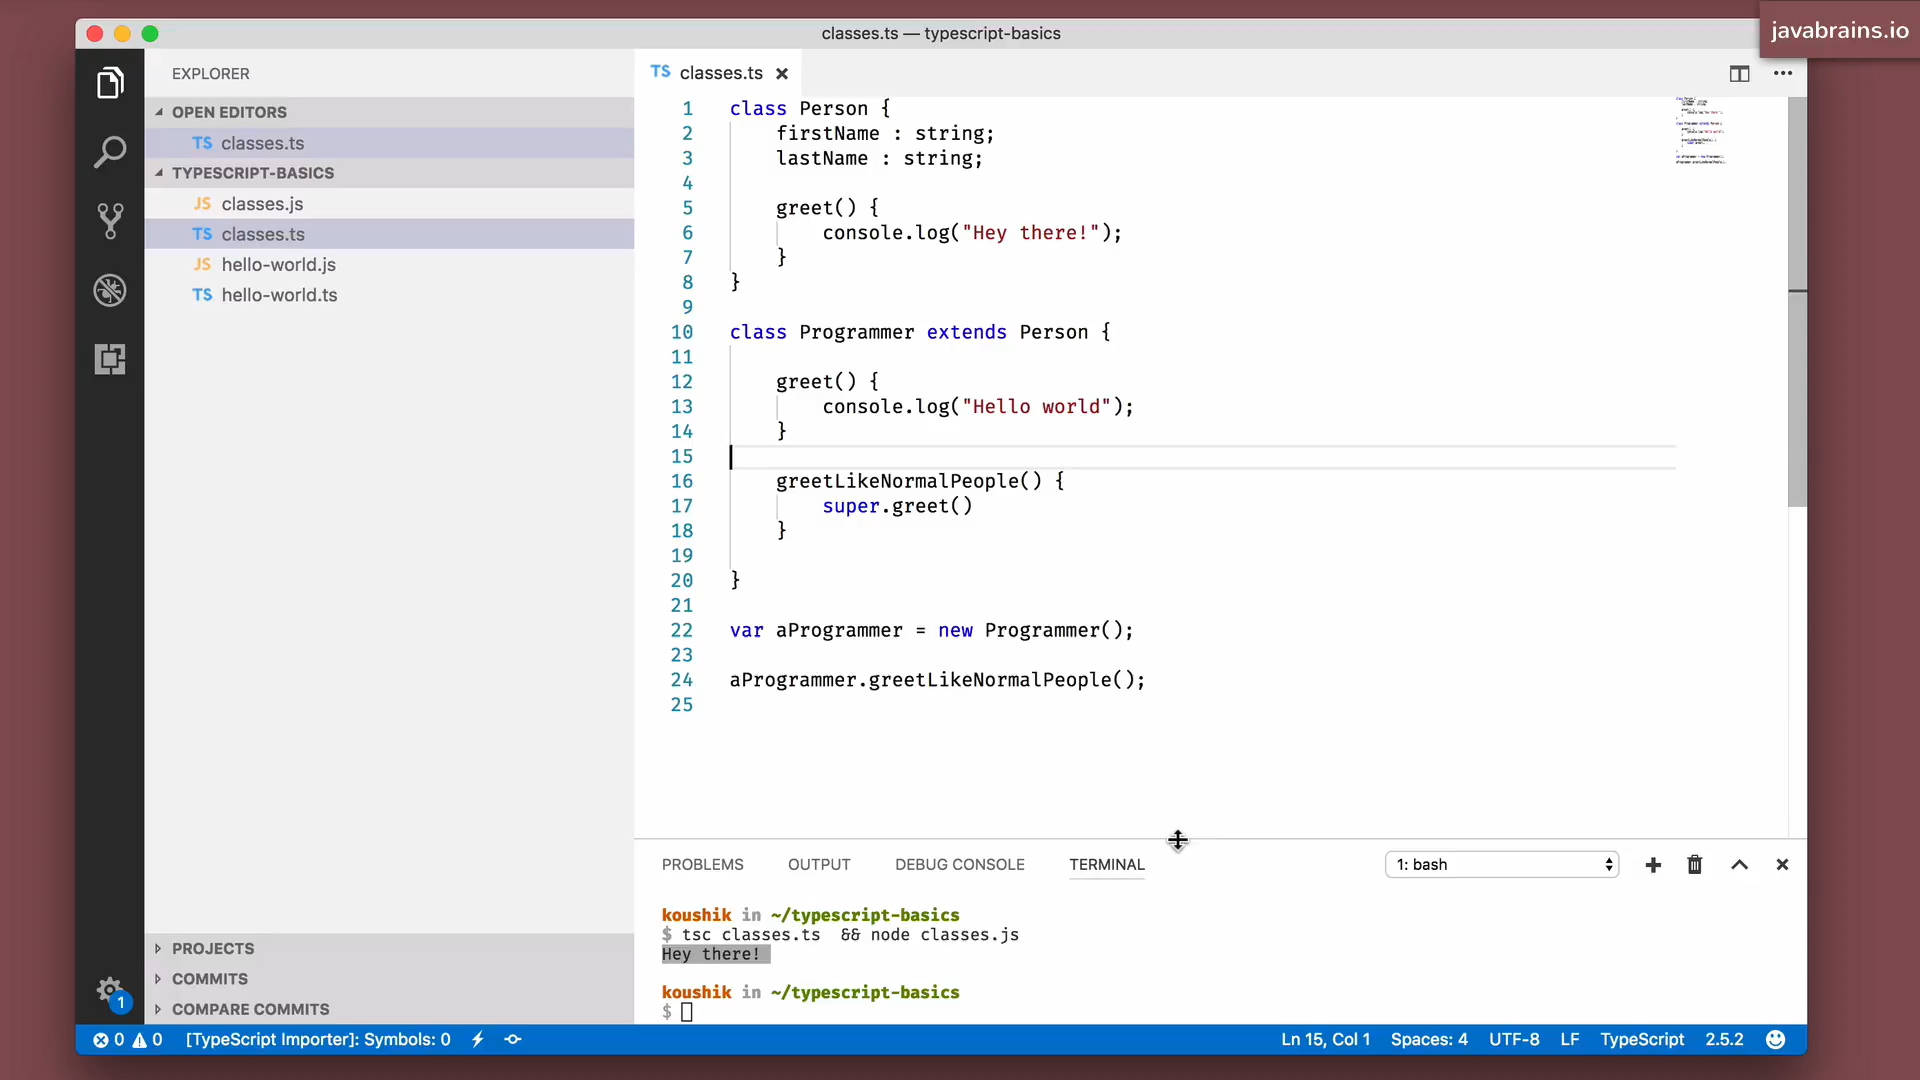 classes.ts — typescript-basics
javabrains.io
EXPLORER
OPEN EDITORS
TS classes.ts
TYPESCRIPT-BASICS
JS classes.js
TS classes.ts
JS hello-world.js
TS hello-world.ts
PROJECTS
COMMITS
COMPARE COMMITS
1
TS classes.ts
1 class Person {
2     firstName : string;
3     lastName : string;
4
5     greet() {
6         console.log("Hey there!");
7     }
8 }
9
10 class Programmer extends Person {
11
12     greet() {
13         console.log("Hello world");
14     }
15
16     greetLikeNormalPeople() {
17         super.greet()
18     }
19
20 }
21
22 var aProgrammer = new Programmer();
23
24 aProgrammer.greetLikeNormalPeople();
25
PROBLEMS OUTPUT DEBUG CONSOLE TERMINAL 1: bash
koushik in ~/typescript-basics
$ tsc classes.ts  && node classes.js
Hey there!
koushik in ~/typescript-basics
$
0 0 [TypeScript Importer]: Symbols: 0 Ln 15, Col 1 Spaces: 4 UTF-8 LF TypeScript 2.5.2